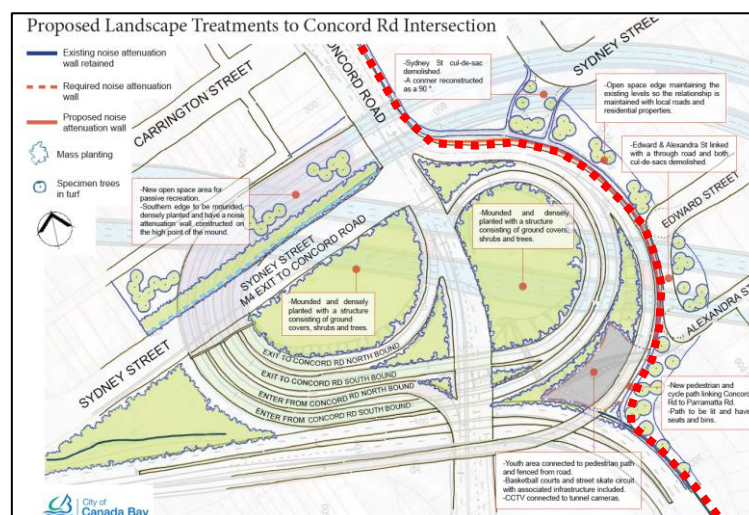 Proposed Landscape Treatments to Concord Rd Intersection
Existing noise attenuation
wall retained
Required noise attenuation
wall
Proposed noise
attenuation wall
Mass planting
Specimen trees
in turf
CARRINGTON STREET
CONCORD ROAD
-Sydney St cul-de-sac
demolished.
-A conner reconstructed
as a 90 °.
SYDNEY STREET
-Open space edge maintaining the
existing levels so the relationship is
maintained with local roads and
residential properties.
-Edward & Alexandra St linked
with a through road and both
cul-de-sacs demolished.
EDWARD STREET
-New open space area for
passive recreation.
-Southern edge to be mounded,
densely planted and have a noise
attenuation wall constructed on
the high point of the mound.
SYDNEY STREET
M4 EXIT TO CONCORD ROAD
-Mounded and densely
planted with a structure
consisting of ground covers,
shrubs and trees.
-Mounded and densely
planted with a structure
consisting of ground
covers, shrubs and trees.
ALEXANDRA ST
SYDNEY STREET
EXIT TO CONCORD RD NORTH BOUND
EXIT TO CONCORD RD SOUTH BOUND
ENTER FROM CONCORD RD NORTH BOUND
ENTER FROM CONCORD RD SOUTH BOUND
-New pedestrian and
cycle path linking Concord
Rd to Parramatta Rd.
-Path to be lit and have
seats and bins.
-Youth area connected to pedestrian path
and fenced from road.
-Basketball courts and street skate circuit
with associated infrastructure included.
-CCTV connected to tunnel cameras.
City of
Canada Bay